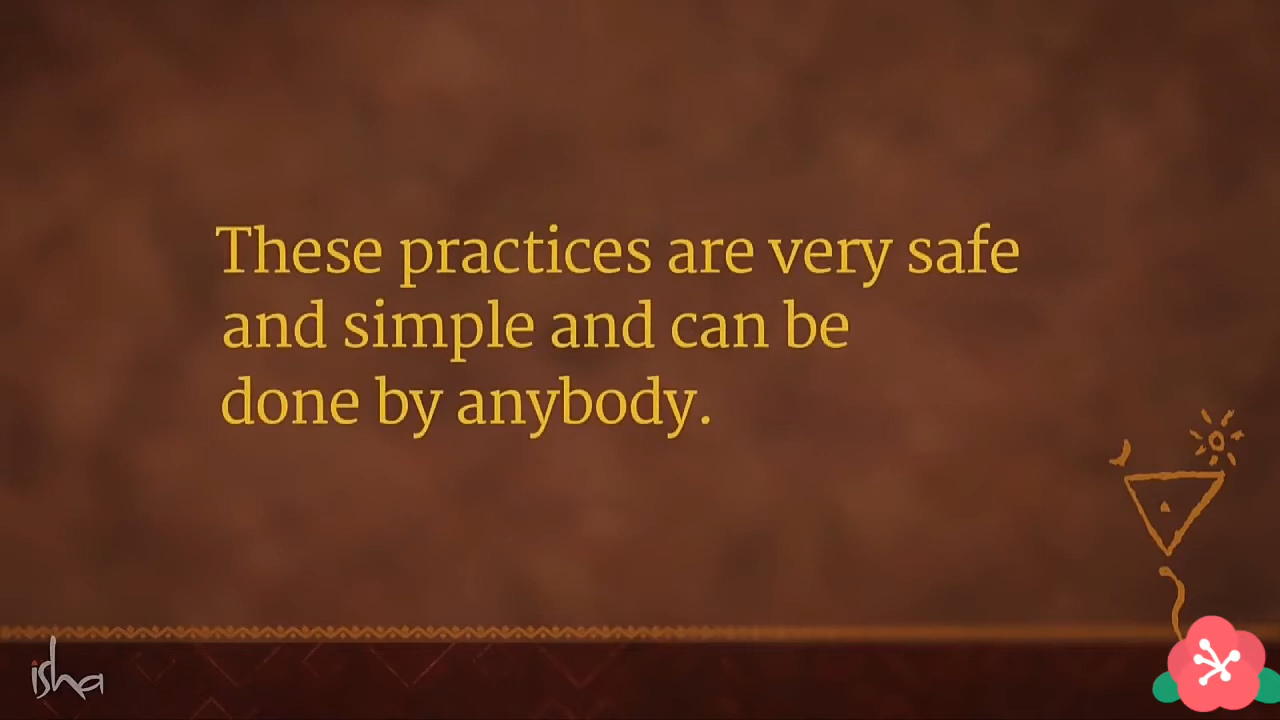 These practices are very safe
and simple and can be
done by anybody.
isha